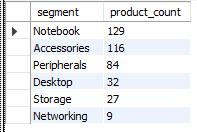 segment product_count
Notebook 129
Accessories 116
Peripherals 84
Desktop 32
Storage 27
Networking 9